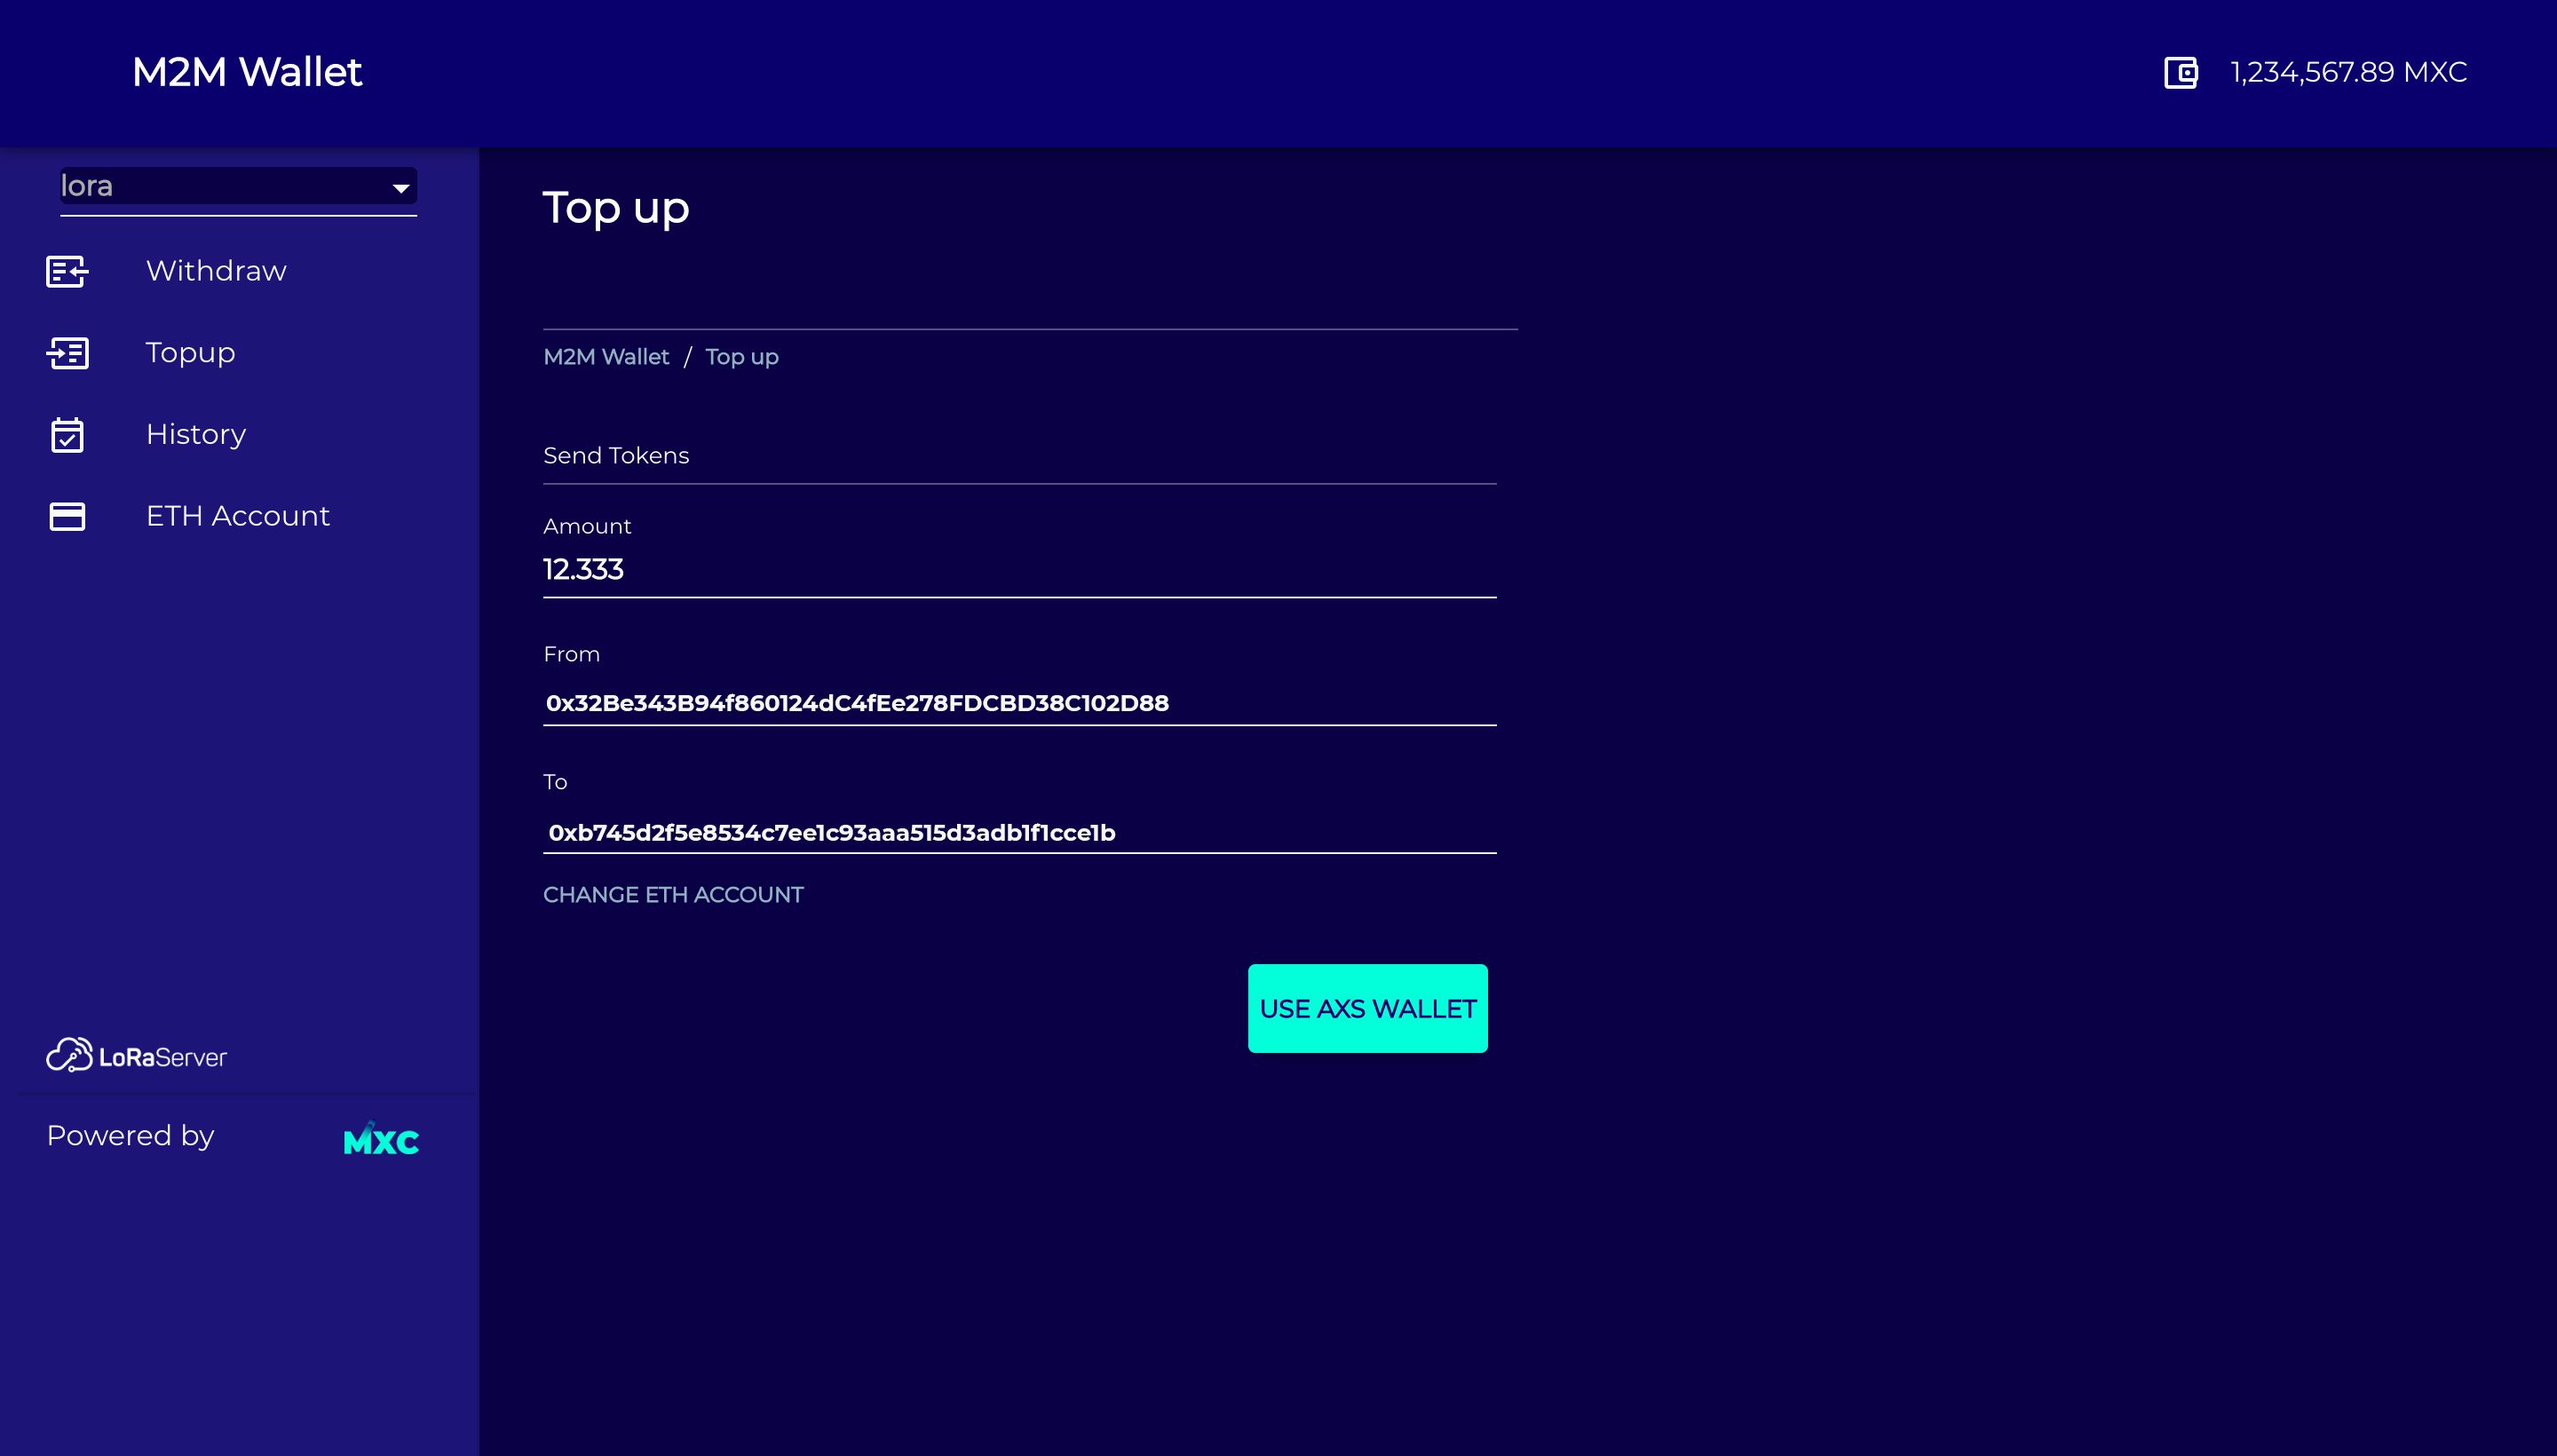 M2M Wallet
1,234,567.89 MXC
lora
Withdraw
Topup
History
ETH Account
LoRaServer
Powered by
MXC
Top up
M2M Wallet / Top up
Send Tokens
Amount
12.333
From
0x32Be343B94f860124dC4fEe278FDCBD38C102D88
To
0xb745d2f5e8534c7ee1c93aaa515d3adb1f1cce1b
CHANGE ETH ACCOUNT
USE AXS WALLET